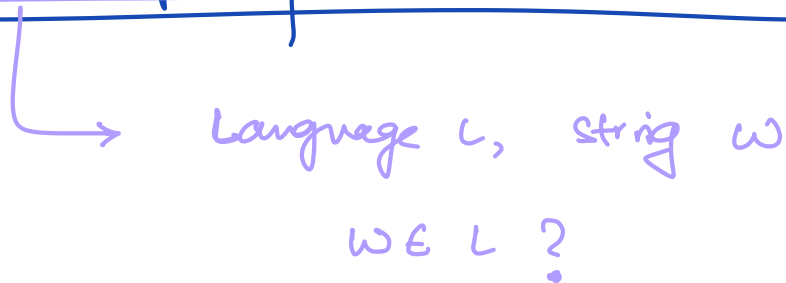 Language L, string w
w ∈ L ?